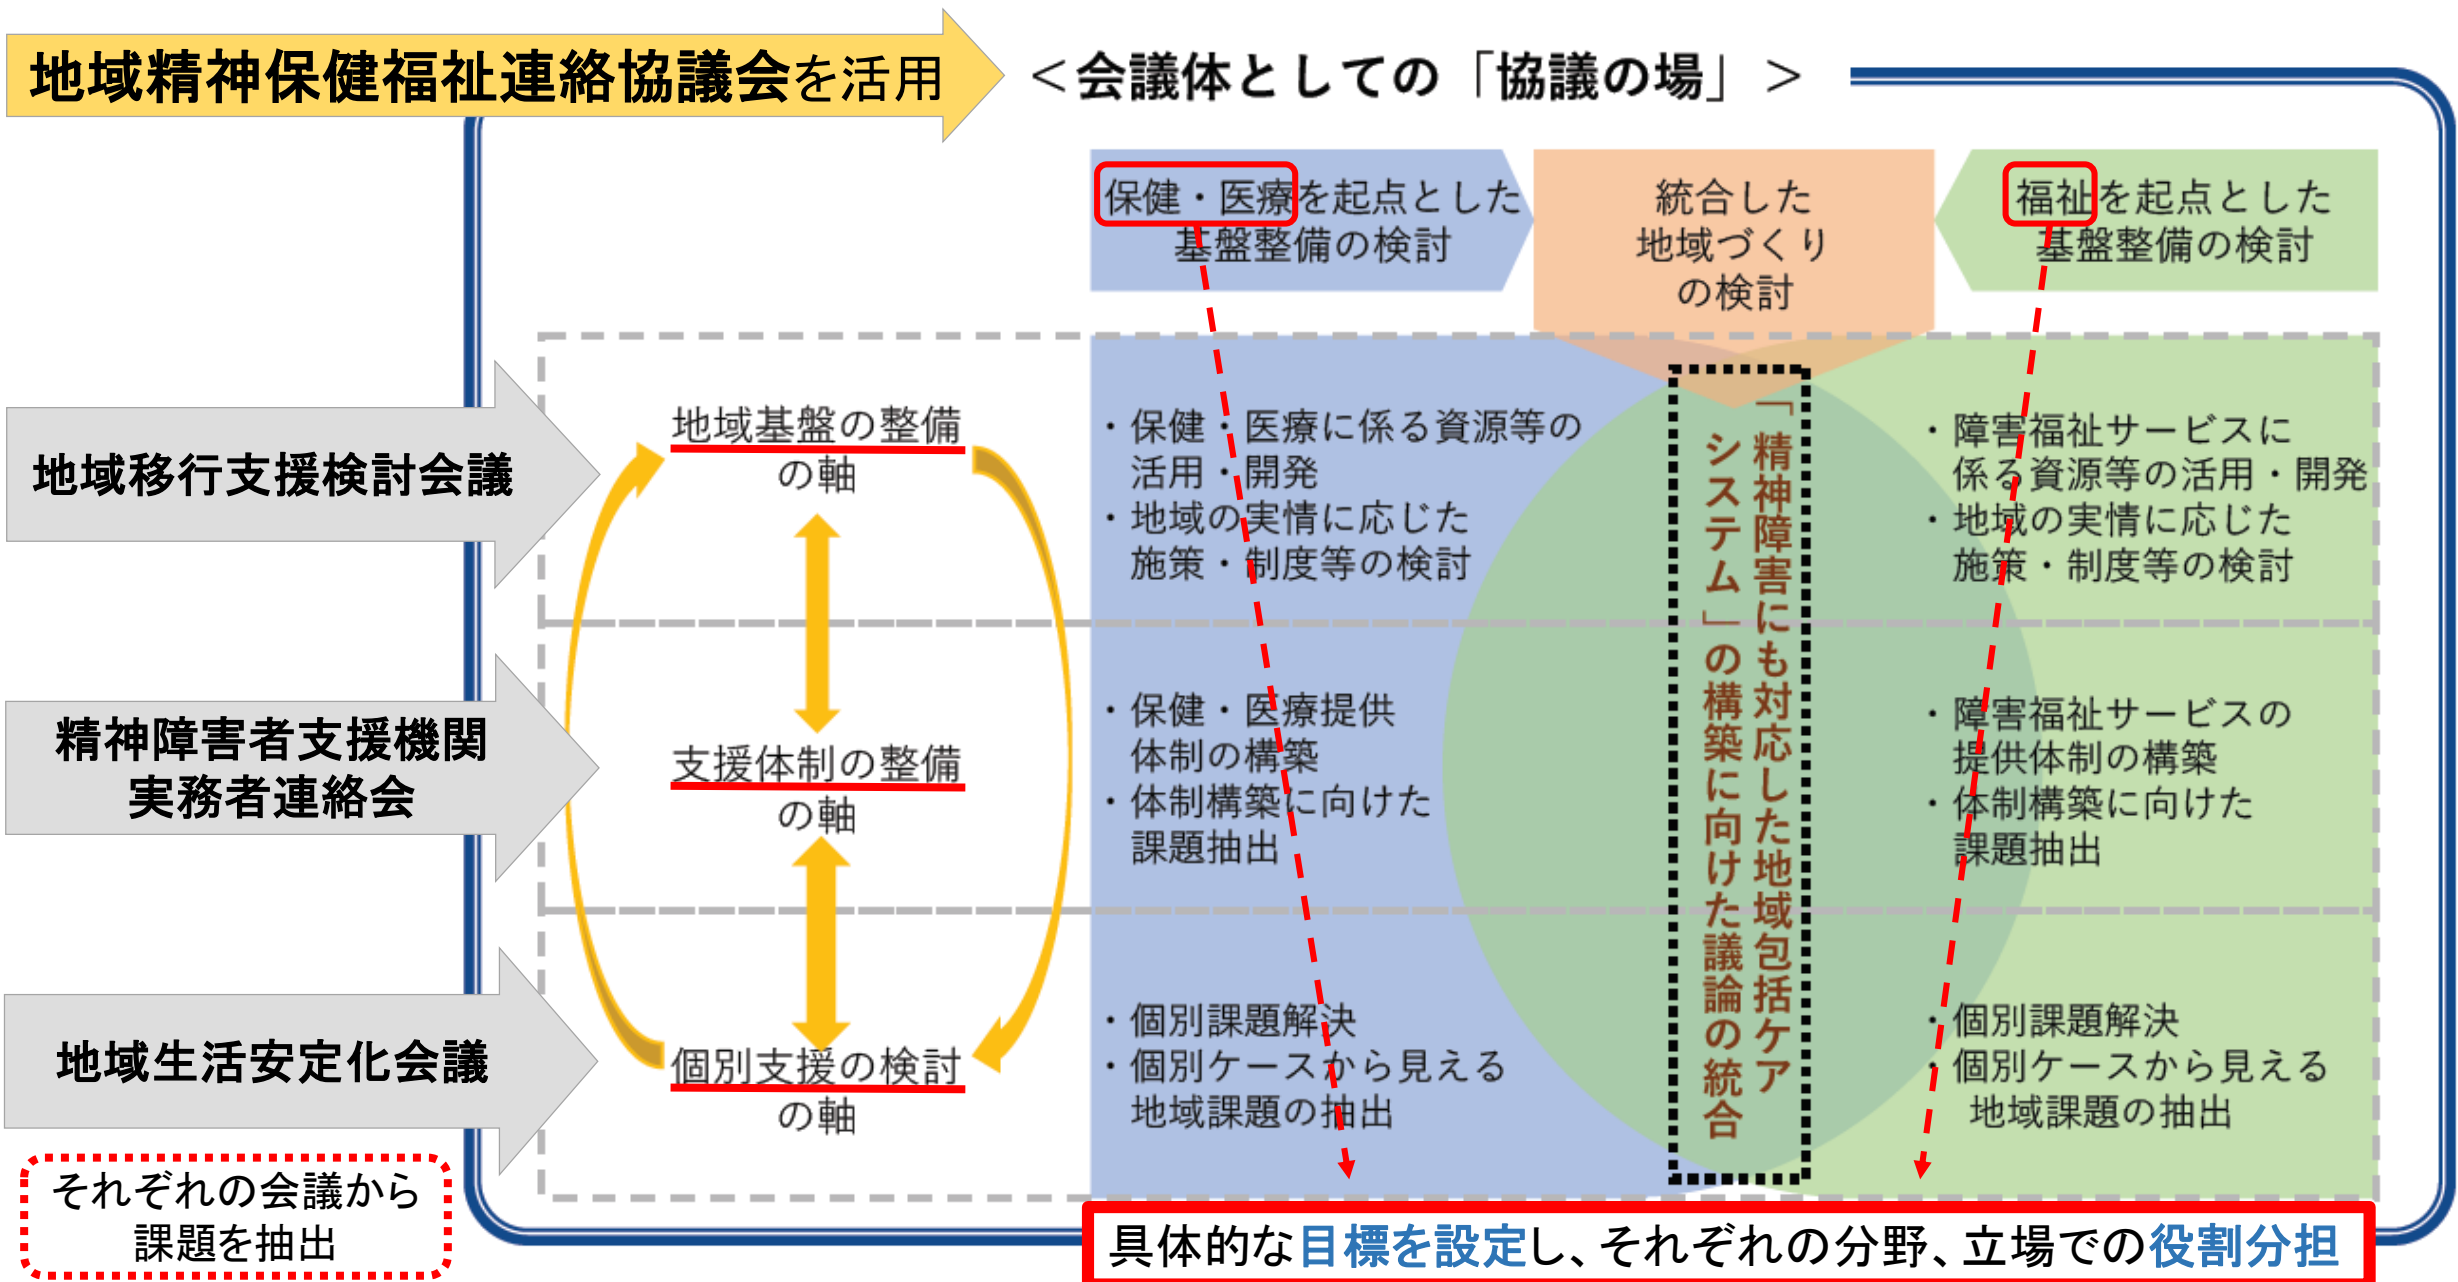 地域精神保健福祉連絡協議会を活用
＜会議体としての「協議の場」＞
保健・医療を起点とした
基盤整備の検討
統合した
地域づくり
の検討
福祉を起点とした
基盤整備の検討
地域移行支援検討会議
地域基盤の整備
の軸
・保健・医療に係る資源等の
活用・開発
・地域の実情に応じた
施策・制度等の検討
「精神障害にも対応した地域包括ケア
システム」の構築に向けた議論の統合
・障害福祉サービスに
係る資源等の活用・開発
・地域の実情に応じた
施策・制度等の検討
精神障害者支援機関
実務者連絡会
支援体制の整備
の軸
・保健・医療提供
体制の構築
・体制構築に向けた
課題抽出
・障害福祉サービスの
提供体制の構築
・体制構築に向けた
課題抽出
地域生活安定化会議
個別支援の検討
の軸
・個別課題解決
・個別ケースから見える
地域課題の抽出
・個別課題解決
・個別ケースから見える
地域課題の抽出
それぞれの会議から
課題を抽出
具体的な目標を設定し、それぞれの分野、立場での役割分担